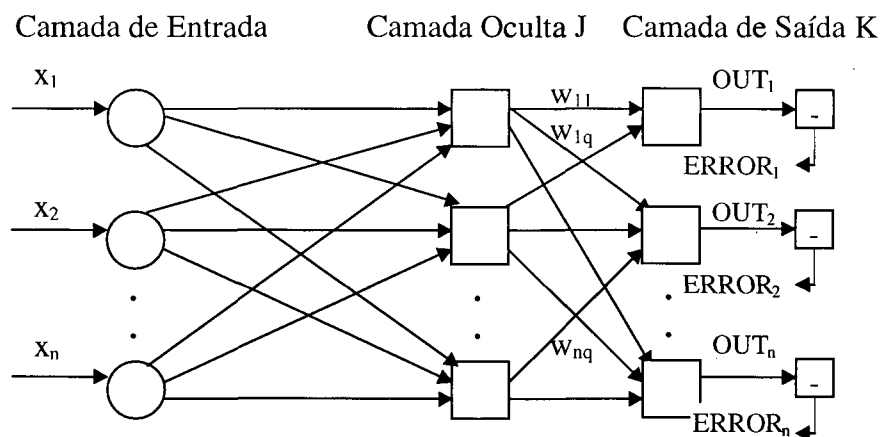 Camada de Entrada Camada Oculta J Camada de Saída K
x₁ w₁₁ OUT₁
-
w₁q
ERROR₁
x₂ OUT₂
-
ERROR₂
xₙ wₙq OUTₙ
-
ERRORₙ